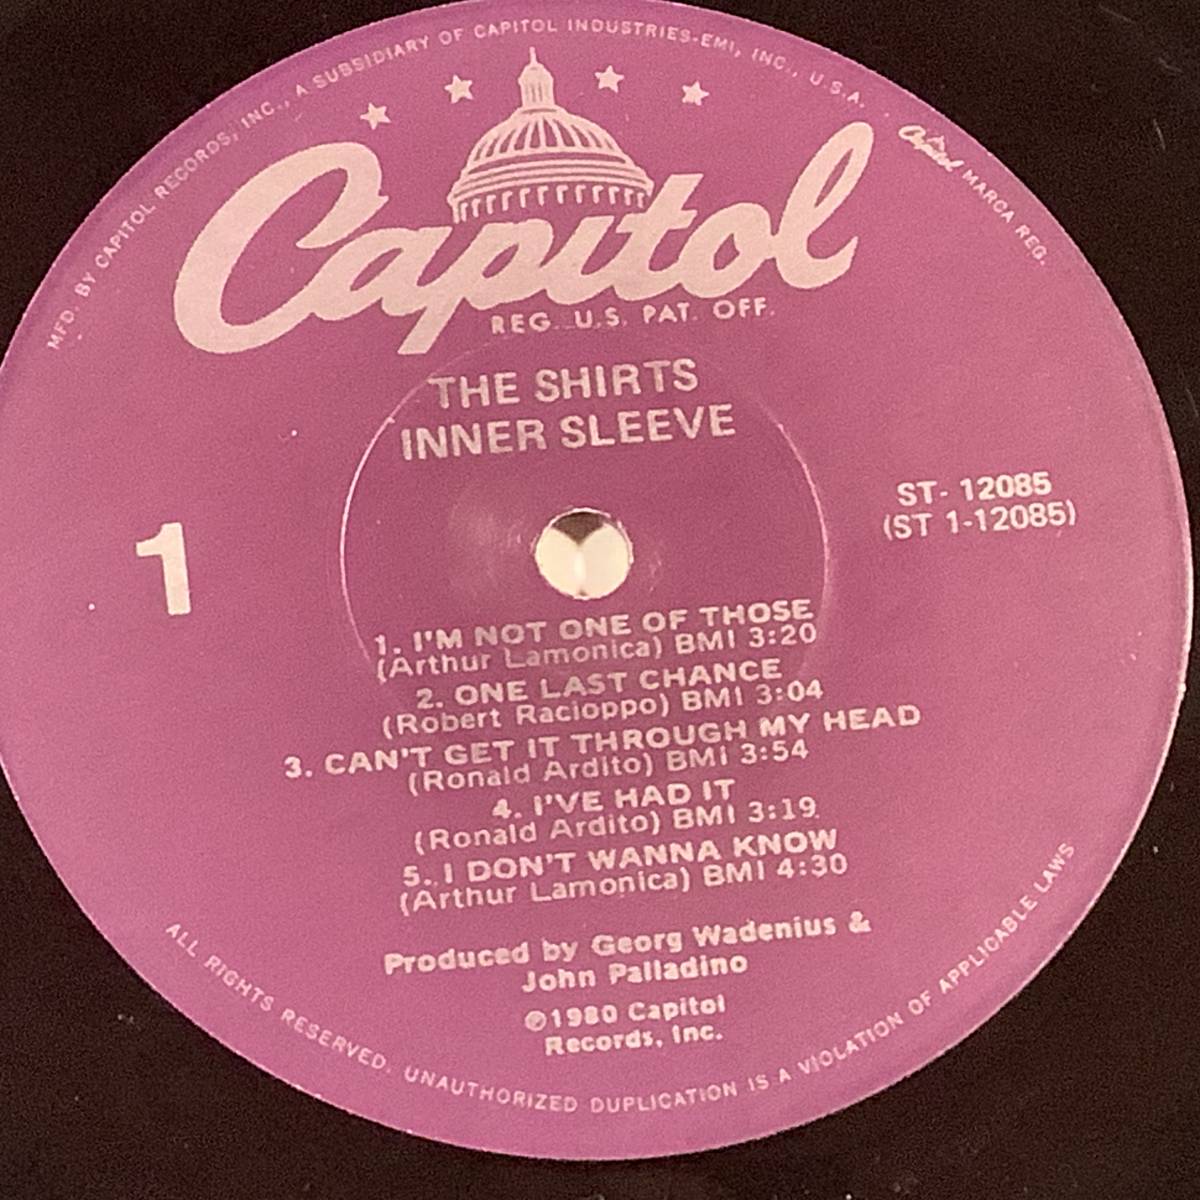 MFD. BY CAPITOL RECORDS, INC., A SUBSIDIARY OF CAPITOL INDUSTRIES-EMI, INC., U.S.A. . Capitol MARCA REG.
Capitol
REG. U.S. PAT. OFF.
THE SHIRTS
INNER SLEEVE
ST- 12085
(ST 1-12085)
1
1. I'M NOT ONE OF THOSE
(Arthur Lamonica) BMI 3:20
2. ONE LAST CHANCE
(Robert Racioppo) BMI 3:04
3. CAN'T GET IT THROUGH MY HEAD
(Ronald Ardito) BMI 3:54
4. I'VE HAD IT
(Ronald Ardito) BMI 3:19
5. I DON'T WANNA KNOW
(Arthur Lamonica) BMI 4:30
Produced by Georg Wadenius &
John Palladino
℗1980 Capitol
Records, Inc.
ALL RIGHTS RESERVED. UNAUTHORIZED DUPLICATION IS A VIOLATION OF APPLICABLE LAWS